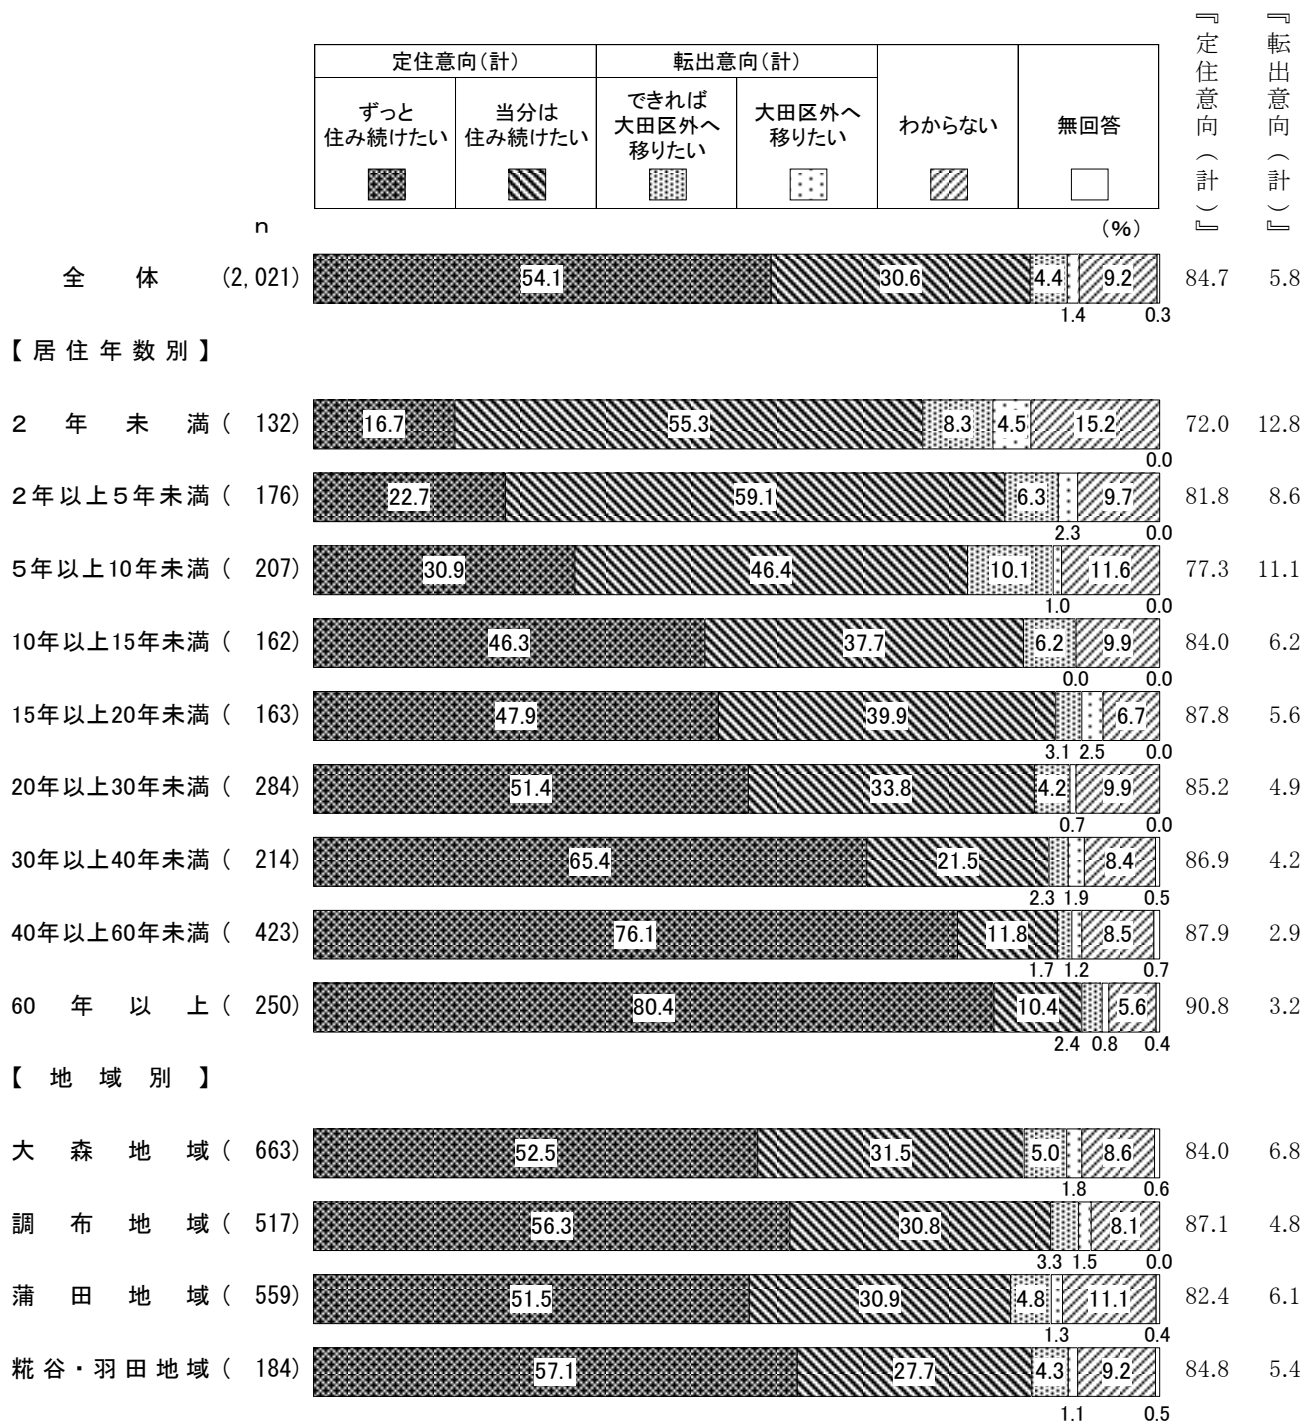 『定住意向（計）』
『転出意向（計）』
定住意向（計）
転出意向（計）
ずっと
住み続けたい
当分は
住み続けたい
できれば
大田区外へ
移りたい
大田区外へ
移りたい
わからない
無回答
n
（%）
全体 (2,021) 54.1 30.6 4.4 9.2 84.7 5.8
1.4 0.3
【居住年数別】
２年未満( 132) 16.7 55.3 8.3 4.5 15.2 72.0 12.8
0.0
２年以上５年未満( 176) 22.7 59.1 6.3 9.7 81.8 8.6
2.3 0.0
５年以上10年未満( 207) 30.9 46.4 10.1 11.6 77.3 11.1
1.0 0.0
10年以上15年未満( 162) 46.3 37.7 6.2 9.9 84.0 6.2
0.0 0.0
15年以上20年未満( 163) 47.9 39.9 6.7 87.8 5.6
3.1 2.5 0.0
20年以上30年未満( 284) 51.4 33.8 4.2 9.9 85.2 4.9
0.7 0.0
30年以上40年未満( 214) 65.4 21.5 8.4 86.9 4.2
2.3 1.9 0.5
40年以上60年未満( 423) 76.1 11.8 8.5 87.9 2.9
1.7 1.2 0.7
60年以上( 250) 80.4 10.4 5.6 90.8 3.2
2.4 0.8 0.4
【地域別】
大森地域( 663) 52.5 31.5 5.0 8.6 84.0 6.8
1.8 0.6
調布地域( 517) 56.3 30.8 8.1 87.1 4.8
3.3 1.5 0.0
蒲田地域( 559) 51.5 30.9 4.8 11.1 82.4 6.1
1.3 0.4
糀谷・羽田地域( 184) 57.1 27.7 4.3 9.2 84.8 5.4
1.1 0.5